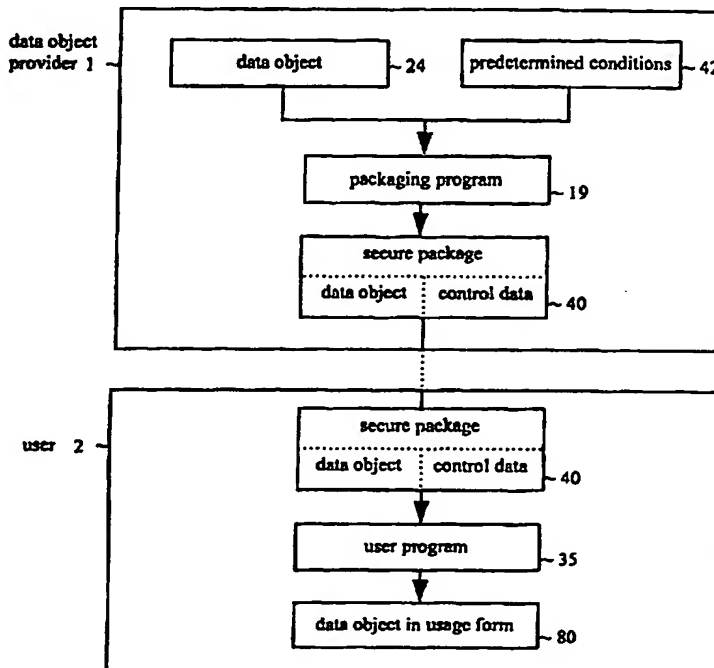 data object
provider 1
data object
24
predetermined conditions
42
packaging program
19
secure package
data object
control data
40
user 2
secure package
data object
control data
40
user program
35
data object in usage form
80